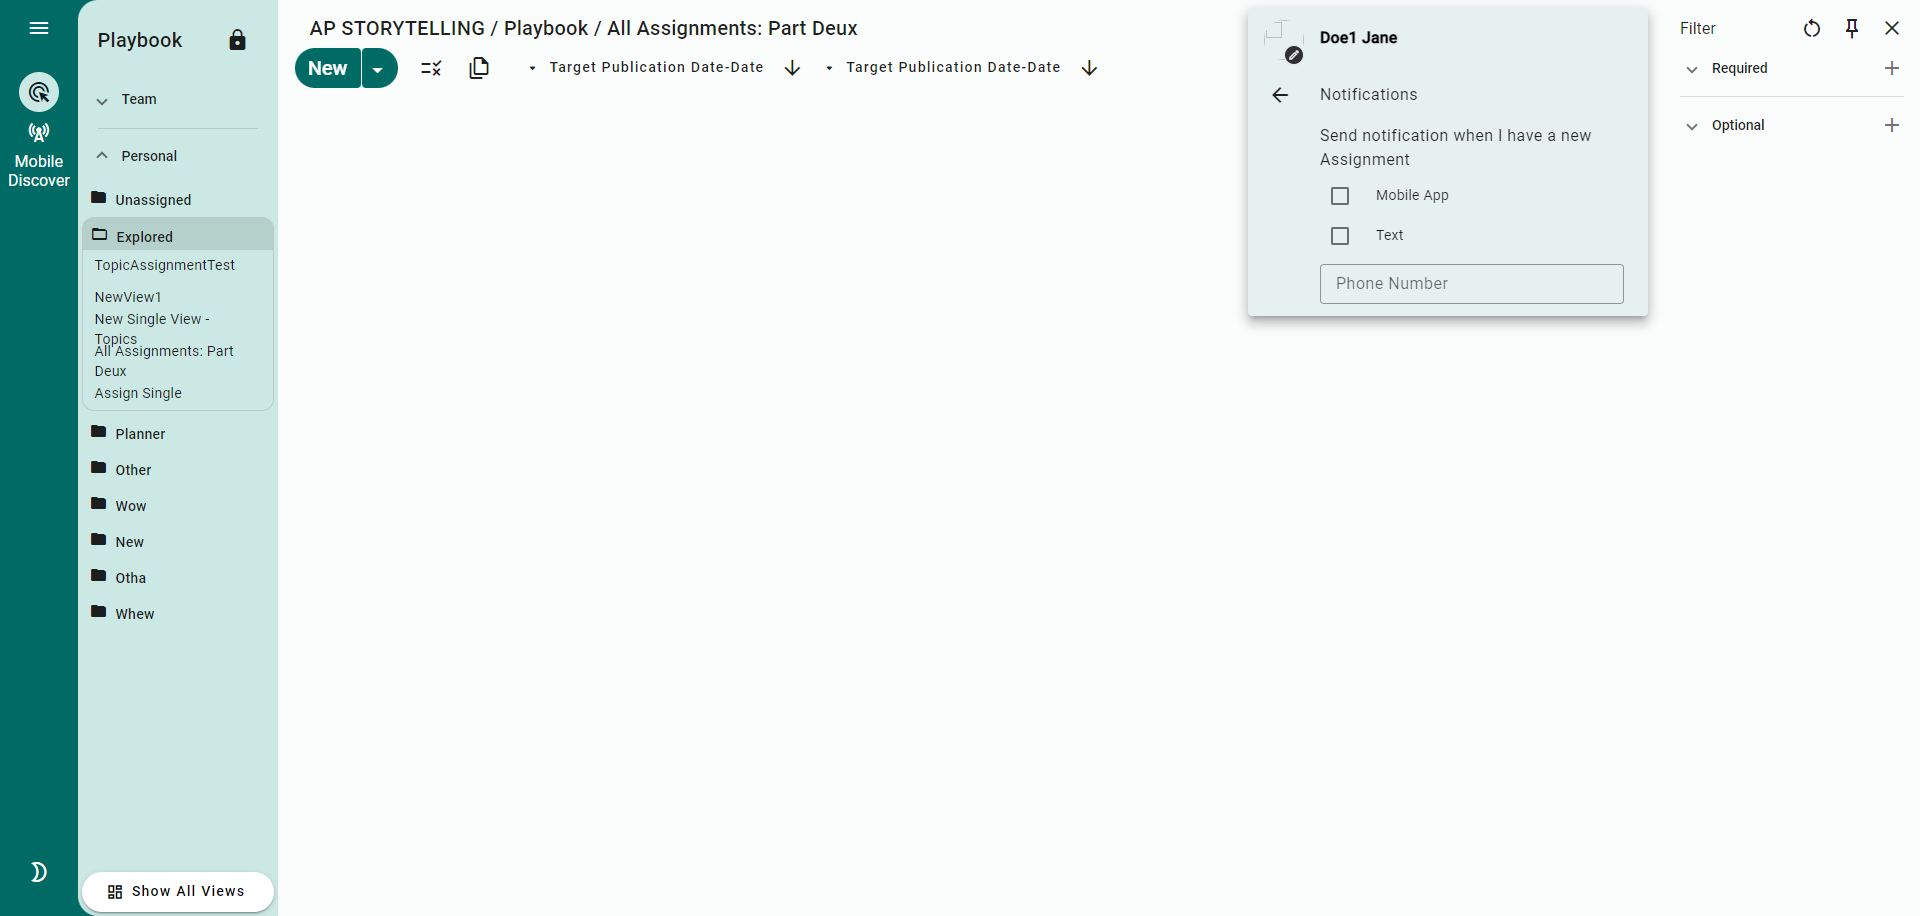 Mobile
Discover
Playbook
Team
Personal
Unassigned
Explored
TopicAssignmentTest
NewView1
New Single View -
Topics
All Assignments: Part
Deux
Assign Single
Planner
Other
Wow
New
Otha
Whew
Show All Views
AP STORYTELLING / Playbook / All Assignments: Part Deux
New
Target Publication Date-Date
Target Publication Date-Date
Doe1 Jane
Notifications
Send notification when I have a new
Assignment
Mobile App
Text
Phone Number
Filter
Required
Optional